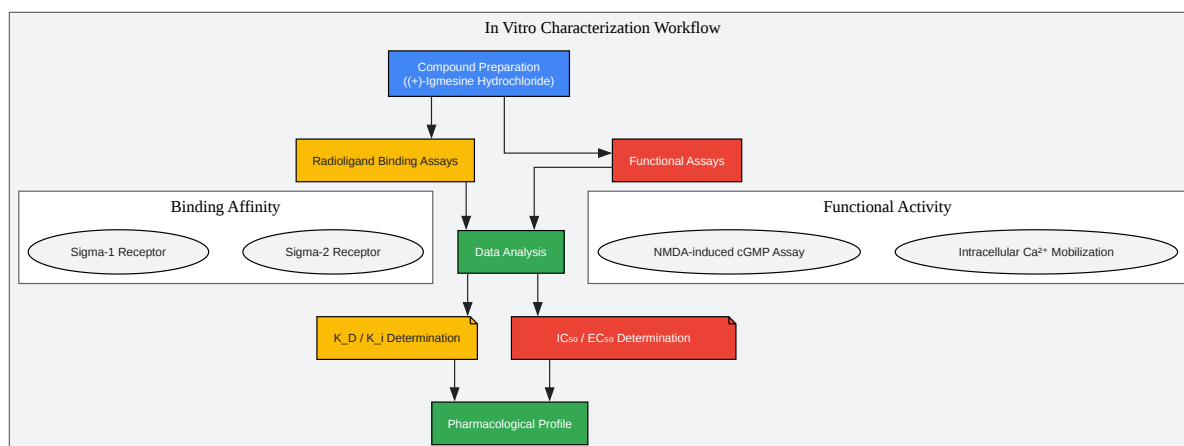 In Vitro Characterization Workflow
Compound Preparation
((+)-Igmesine Hydrochloride)
Radioligand Binding Assays
Functional Assays
Binding Affinity
Sigma-1 Receptor
Sigma-2 Receptor
Data Analysis
Functional Activity
NMDA-induced cGMP Assay
Intracellular Ca²⁺ Mobilization
K_D / K_i Determination
IC₅₀ / EC₅₀ Determination
Pharmacological Profile